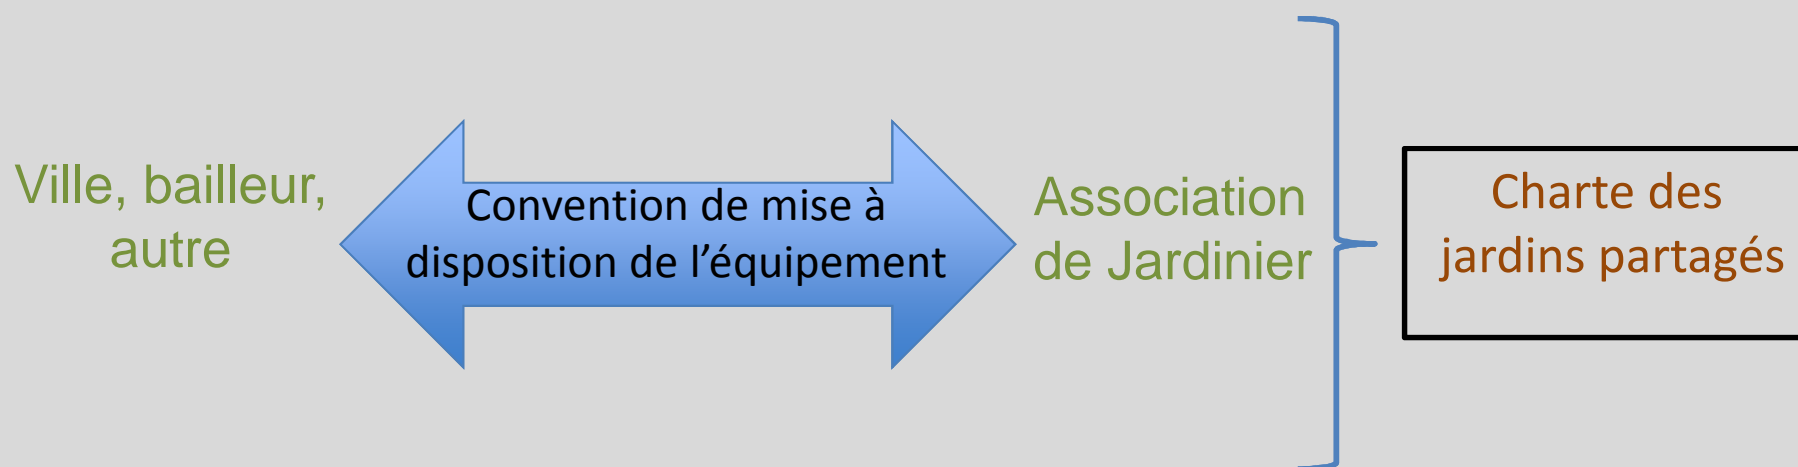 Ville, bailleur,
autre
Convention de mise à
disposition de l’équipement
Association
de Jardinier
Charte des
jardins partagés